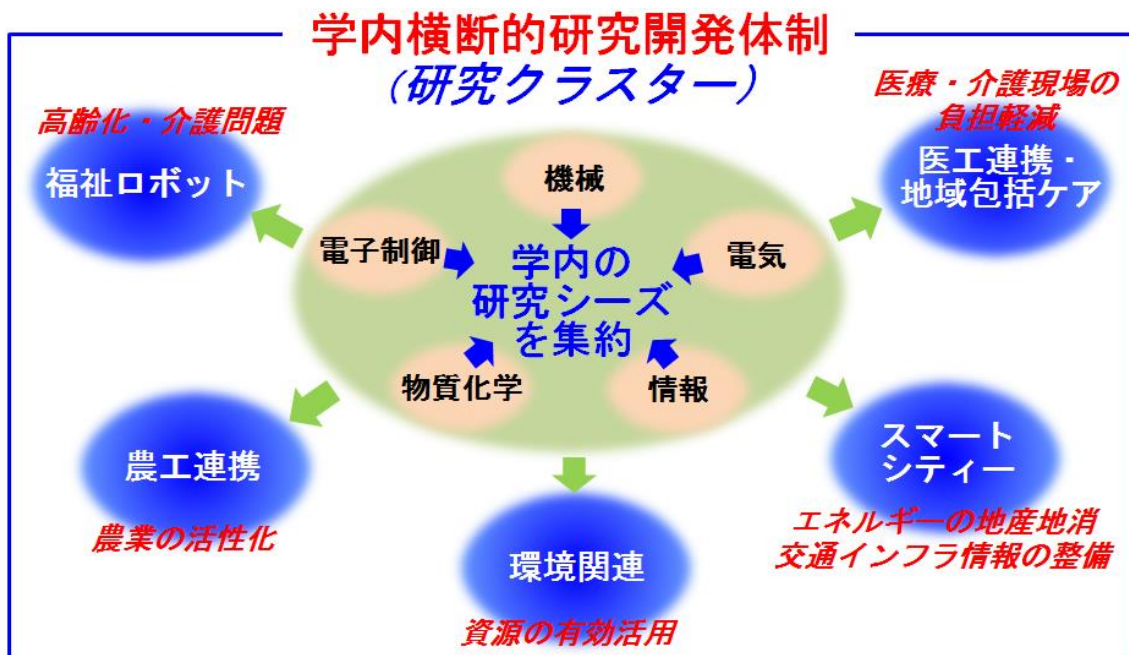 学内横断的研究開発体制
(研究クラスター)
高齢化・介護問題
福祉ロボット
医療・介護現場の
負担軽減
医工連携・
地域包括ケア
機械
電子制御
電気
学内の
研究シーズ
を集約
物質化学
情報
農工連携
農業の活性化
環境関連
資源の有効活用
スマート
シティー
エネルギーの地産地消
交通インフラ情報の整備